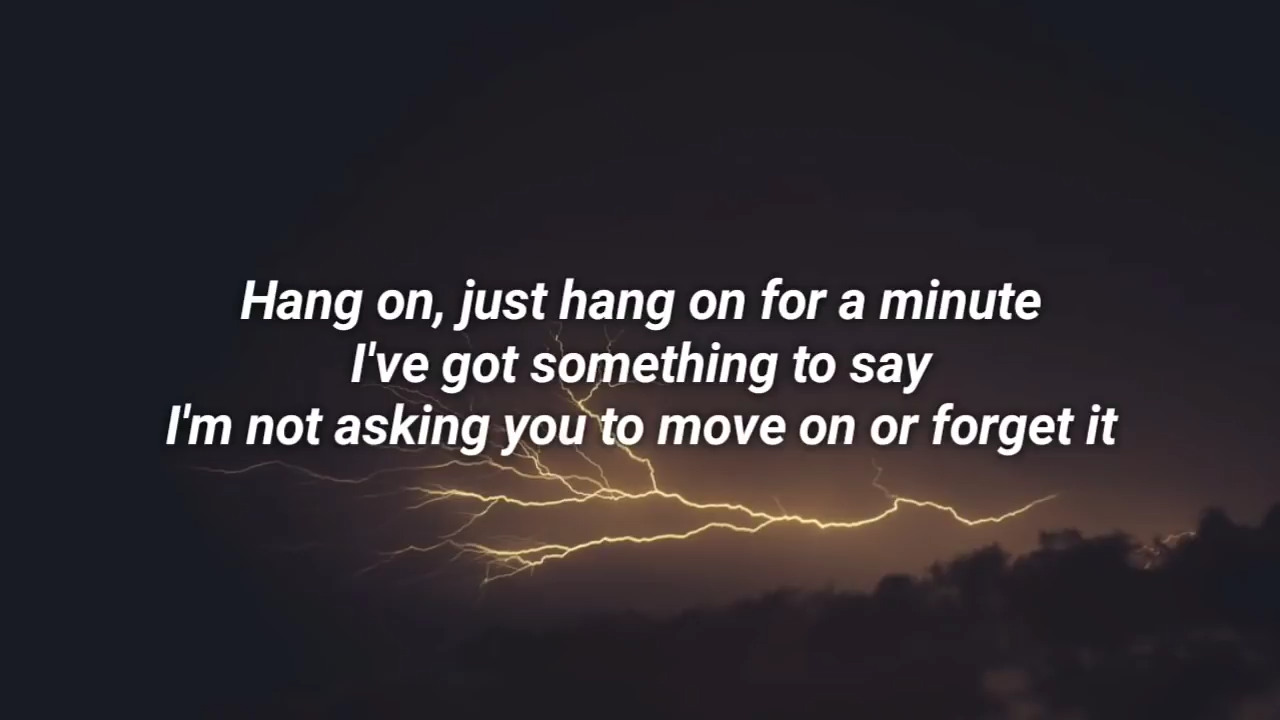 Hang on, just hang on for a minute
I've got something to say
I'm not asking you to move on or forget it